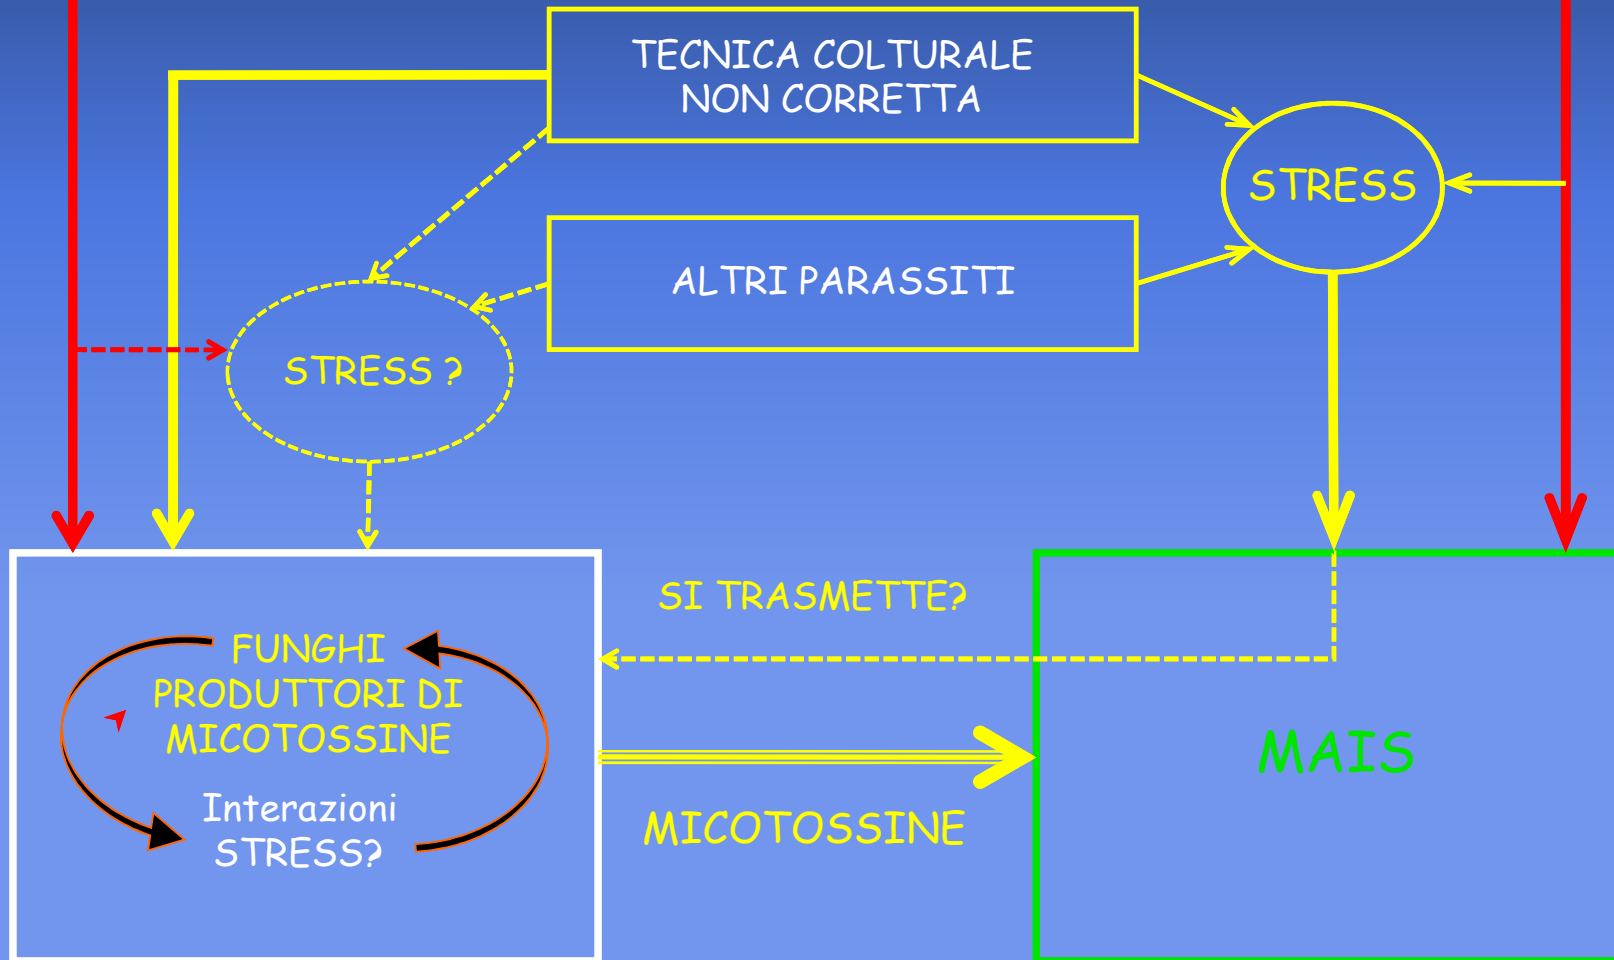 TECNICA COLTURALE
NON CORRETTA
STRESS
ALTRI PARASSITI
STRESS ?
SI TRASMETTE?
FUNGHI
PRODUTTORI DI
MICOTOSSINE
Interazioni
STRESS?
MICOTOSSINE
MAIS